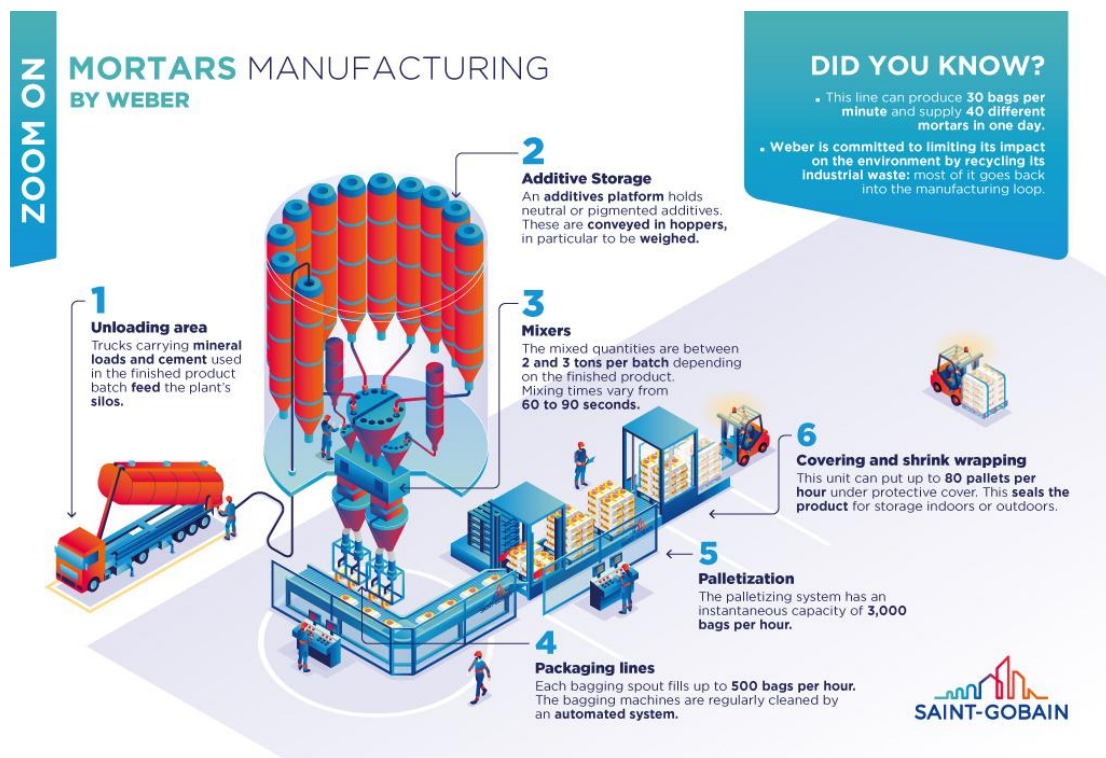 ZOOM ON
MORTARS MANUFACTURING
BY WEBER
DID YOU KNOW?
▪ This line can produce 30 bags per
minute and supply 40 different
mortars in one day.
▪ Weber is committed to limiting its impact
on the environment by recycling its
industrial waste: most of it goes back
into the manufacturing loop.
1
Unloading area
Trucks carrying mineral
loads and cement used
in the finished product
batch feed the plant's
silos.
2
Additive Storage
An additives platform holds
neutral or pigmented additives.
These are conveyed in hoppers,
in particular to be weighed.
3
Mixers
The mixed quantities are between
2 and 3 tons per batch depending
on the finished product.
Mixing times vary from
60 to 90 seconds.
4
Packaging lines
Each bagging spout fills up to 500 bags per hour.
The bagging machines are regularly cleaned by
an automated system.
5
Palletization
The palletizing system has an
instantaneous capacity of 3,000
bags per hour.
6
Covering and shrink wrapping
This unit can put up to 80 pallets per
hour under protective cover. This seals the
product for storage indoors or outdoors.
SAINT-GOBAIN
SAINT-GOBAIN